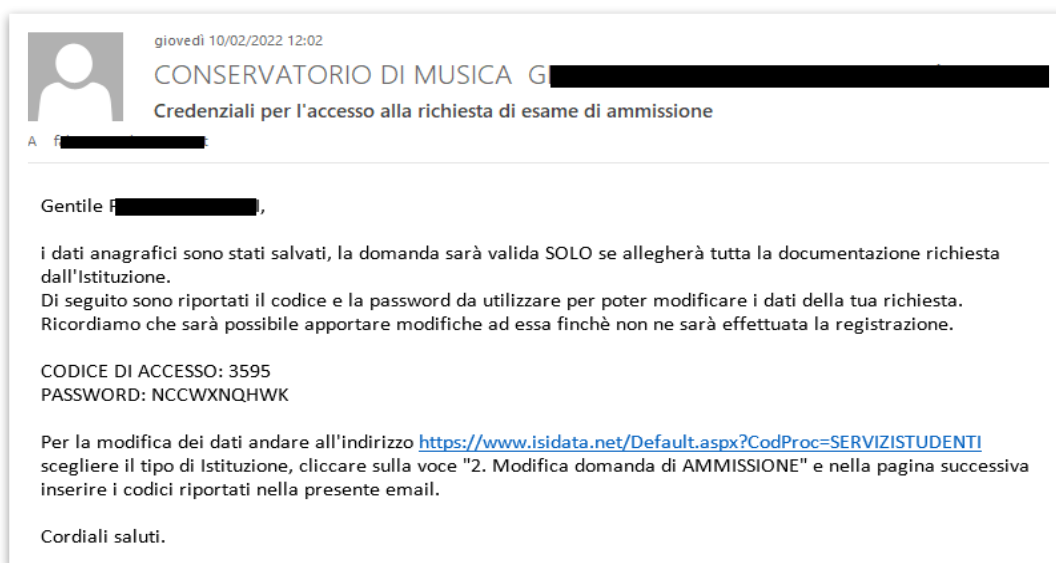 giovedì 10/02/2022 12:02
CONSERVATORIO DI MUSICA
Credenziali per l'accesso alla richiesta di esame di ammissione
A
Gentile
i dati anagrafici sono stati salvati, la domanda sarà valida SOLO se allegherà tutta la documentazione richiesta
dall'Istituzione.
Di seguito sono riportati il codice e la password da utilizzare per poter modificare i dati della tua richiesta.
Ricordiamo che sarà possibile apportare modifiche ad essa finchè non ne sarà effettuata la registrazione.
CODICE DI ACCESSO: 3595
PASSWORD: NCCWXNQHWK
Per la modifica dei dati andare all'indirizzo https://www.isidata.net/Default.aspx?CodProc=SERVIZISTUDENTI
scegliere il tipo di Istituzione, cliccare sulla voce "2. Modifica domanda di AMMISSIONE" e nella pagina successiva
inserire i codici riportati nella presente email.
Cordiali saluti.